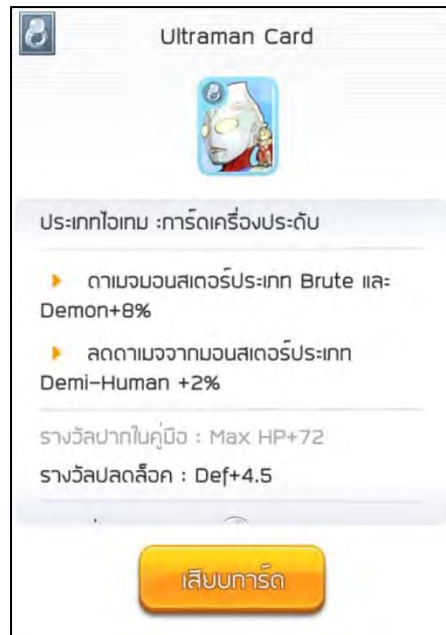 Ultraman Card
ประเภทไอเทม :การ์ดเครื่องประดับ
ดาเมจมอนสเตอร์ประเภท Brute และ
Demon+8%
ลดดาเมจจากมอนสเตอร์ประเภท
Demi-Human +2%
รางวัลปากในคู่มือ : Max HP+72
รางวัลปลดล็อค : Def+4.5
เสียบการ์ด